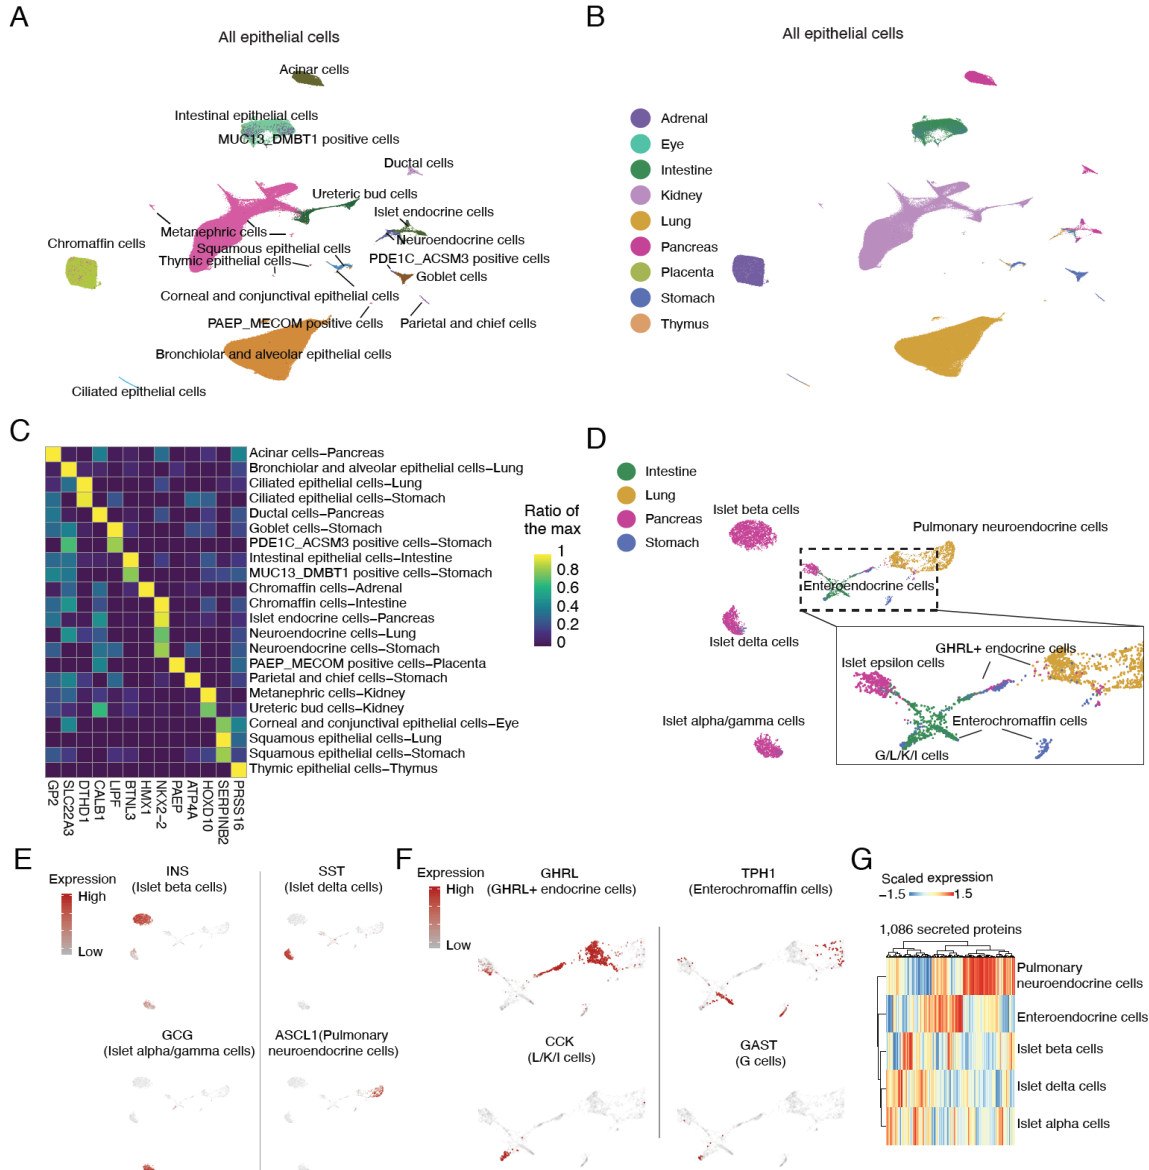 A
All epithelial cells
Acinar cells
Intestinal epithelial cells
MUC13_DMBT1 positive cells
Ductal cells
Ureteric bud cells
Islet endocrine cells
Metanephric cells
Squamous epithelial cells
Neuroendocrine cells
Chromaffin cells
Thymic epithelial cells
PDE1C_ACSM3 positive cells
Goblet cells
Corneal and conjunctival epithelial cells
PAEP_MECOM positive cells
Parietal and chief cells
Bronchiolar and alveolar epithelial cells
Ciliated epithelial cells
B
All epithelial cells
Adrenal
Eye
Intestine
Kidney
Lung
Pancreas
Placenta
Stomach
Thymus
C
Acinar cells–Pancreas
Bronchiolar and alveolar epithelial cells–Lung
Ciliated epithelial cells–Lung
Ciliated epithelial cells–Stomach
Ductal cells–Pancreas
Goblet cells–Stomach
PDE1C_ACSM3 positive cells–Stomach
Intestinal epithelial cells–Intestine
MUC13_DMBT1 positive cells–Stomach
Chromaffin cells–Adrenal
Chromaffin cells–Intestine
Islet endocrine cells–Pancreas
Neuroendocrine cells–Lung
Neuroendocrine cells–Stomach
PAEP_MECOM positive cells–Placenta
Parietal and chief cells–Stomach
Metanephric cells–Kidney
Ureteric bud cells–Kidney
Corneal and conjunctival epithelial cells–Eye
Squamous epithelial cells–Lung
Squamous epithelial cells–Stomach
Thymic epithelial cells–Thymus
GP2
SLC22A3
DTHD1
CALB1
LIPF
BTNL3
HMX1
NKX2-2
PAEP
ATP4A
HOXD10
SERPINB2
PRSS16
Ratio of
the max
1
0.8
0.6
0.4
0.2
0
D
Intestine
Lung
Pancreas
Stomach
Islet beta cells
Pulmonary neuroendocrine cells
Enteroendocrine cells
Islet delta cells
GHRL+ endocrine cells
Islet epsilon cells
Islet alpha/gamma cells
Enterochromaffin cells
G/L/K/I cells
E
Expression
High
Low
INS
(Islet beta cells)
SST
(Islet delta cells)
GCG
(Islet alpha/gamma cells)
ASCL1(Pulmonary
neuroendocrine cells)
F
Expression
High
Low
GHRL
(GHRL+ endocrine cells)
TPH1
(Enterochromaffin cells)
CCK
(L/K/I cells)
GAST
(G cells)
G
Scaled expression
−1.5
1.5
1,086 secreted proteins
Pulmonary
neuroendocrine cells
Enteroendocrine cells
Islet beta cells
Islet delta cells
Islet alpha cells